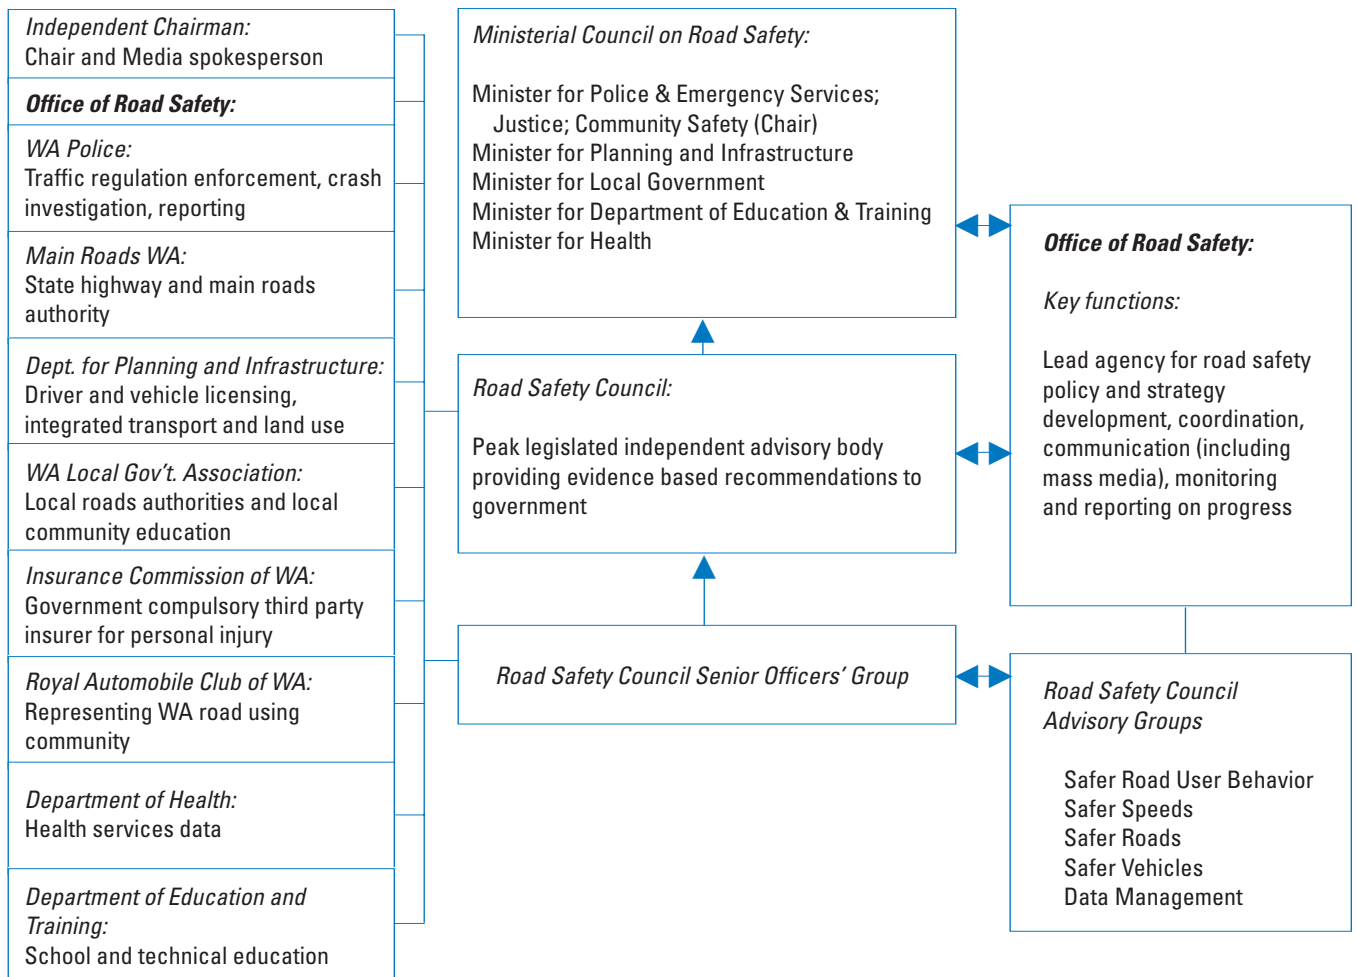 Independent Chairman:
Chair and Media spokesperson
Office of Road Safety:
WA Police:
Traffic regulation enforcement, crash
investigation, reporting
Main Roads WA:
State highway and main roads
authority
Dept. for Planning and Infrastructure:
Driver and vehicle licensing,
integrated transport and land use
WA Local Gov't. Association:
Local roads authorities and local
community education
Insurance Commission of WA:
Government compulsory third party
insurer for personal injury
Royal Automobile Club of WA:
Representing WA road using
community
Department of Health:
Health services data
Department of Education and
Training:
School and technical education
Ministerial Council on Road Safety:
Minister for Police & Emergency Services;
Justice; Community Safety (Chair)
Minister for Planning and Infrastructure
Minister for Local Government
Minister for Department of Education & Training
Minister for Health
Road Safety Council:
Peak legislated independent advisory body
providing evidence based recommendations to
government
Road Safety Council Senior Officers' Group
Office of Road Safety:
Key functions:
Lead agency for road safety
policy and strategy
development, coordination,
communication (including
mass media), monitoring
and reporting on progress
Road Safety Council
Advisory Groups
Safer Road User Behavior
Safer Speeds
Safer Roads
Safer Vehicles
Data Management